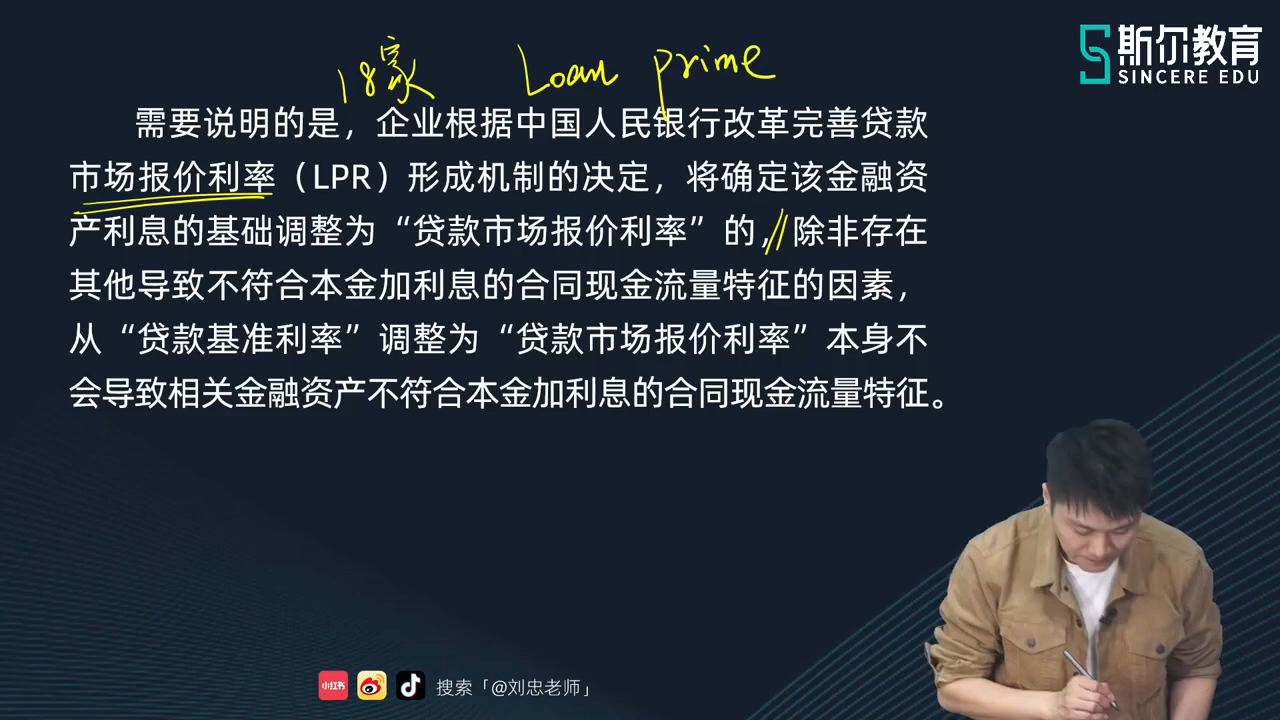 斯尔教育
SINCERE EDU
18家 Loan prime
需要说明的是，企业根据中国人民银行改革完善贷款
市场报价利率（LPR）形成机制的决定，将确定该金融资
产利息的基础调整为“贷款市场报价利率”的，除非存在
其他导致不符合本金加利息的合同现金流量特征的因素，
从“贷款基准利率”调整为“贷款市场报价利率”本身不
会导致相关金融资产不符合本金加利息的合同现金流量特征。
小红书 搜索「@刘忠老师」